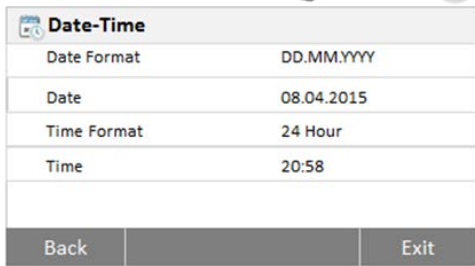 Date-Time
Date Format DD.MM.YYYY
Date 08.04.2015
Time Format 24 Hour
Time 20:58
Back Exit